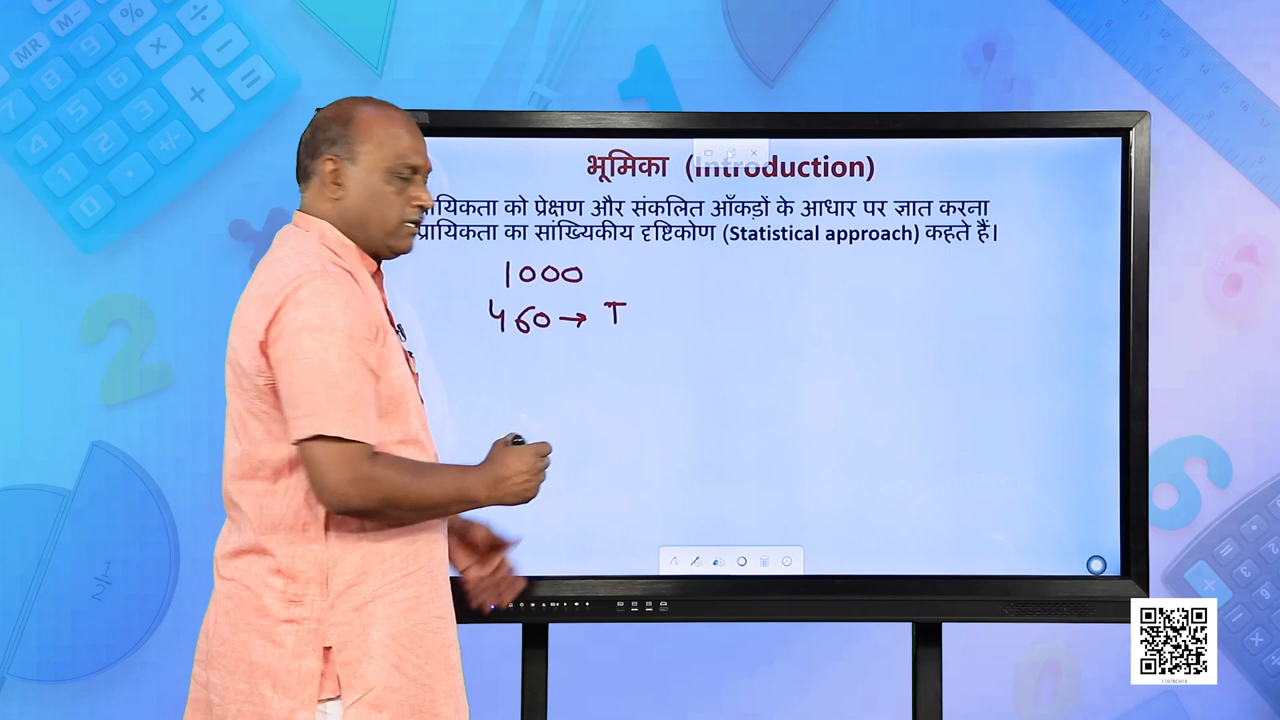 भूमिका (Introduction)
प्रायिकता को प्रेक्षण और संकलित आँकड़ों के आधार पर ज्ञात करना
प्रायिकता का सांख्यिकीय दृष्टिकोण (Statistical approach) कहते हैं।
1000
460 → T